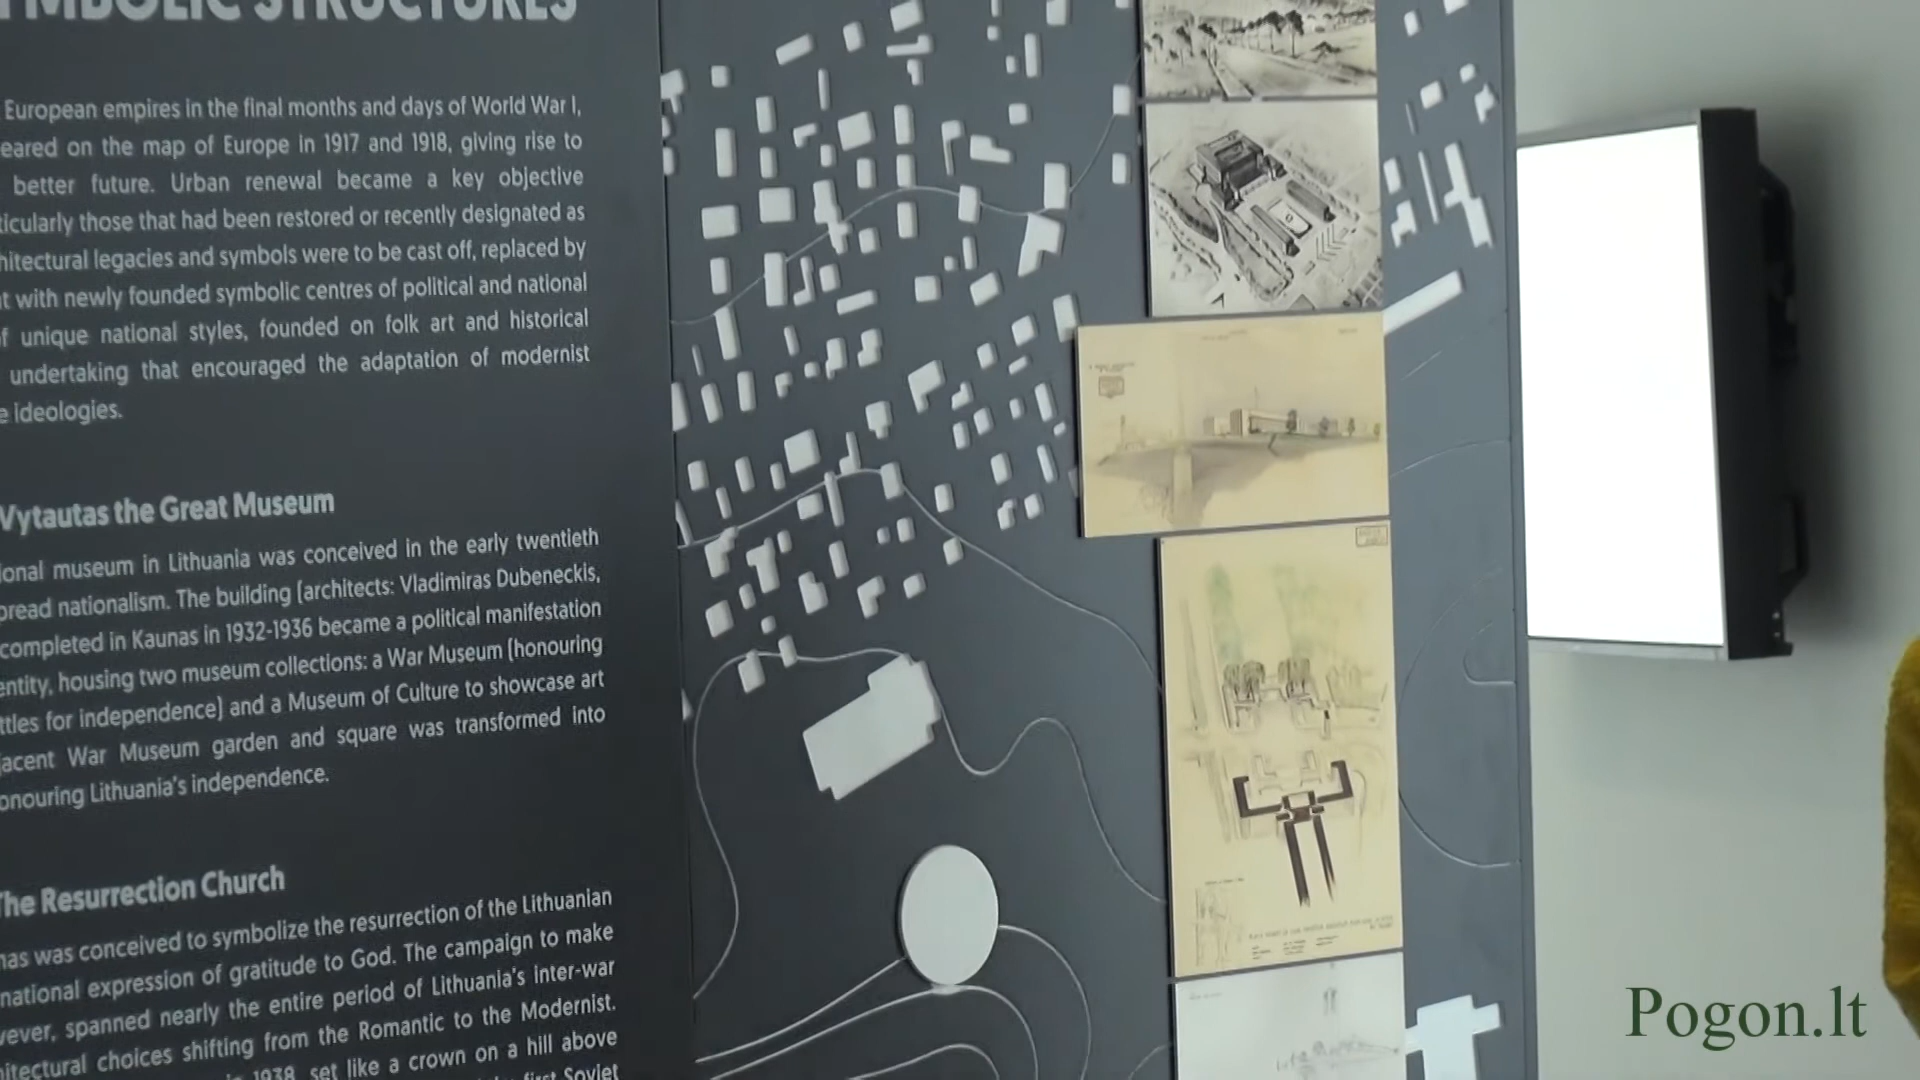 MBOLIC STRUCTURES
European empires in the final months and days of World War I,
eared on the map of Europe in 1917 and 1918, giving rise to
better future. Urban renewal became a key objective
ticularly those that had been restored or recently designated as
hitectural legacies and symbols were to be cast off, replaced by
t with newly founded symbolic centres of political and national
f unique national styles, founded on folk art and historical
undertaking that encouraged the adaptation of modernist
e ideologies.
Vytautas the Great Museum
ional museum in Lithuania was conceived in the early twentieth
pread nationalism. The building (architects: Vladimiras Dubeneckis,
completed in Kaunas in 1932-1936 became a political manifestation
entity, housing two museum collections: a War Museum (honouring
ttles for independence) and a Museum of Culture to showcase art
jacent War Museum garden and square was transformed into
onouring Lithuania's independence.
The Resurrection Church
nas was conceived to symbolize the resurrection of the Lithuanian
national expression of gratitude to God. The campaign to make
vever, spanned nearly the entire period of Lithuania's inter-war
hitectural choices shifting from the Romantic to the Modernist.
1938, set like a crown on a hill above
first Soviet
Pogon.lt